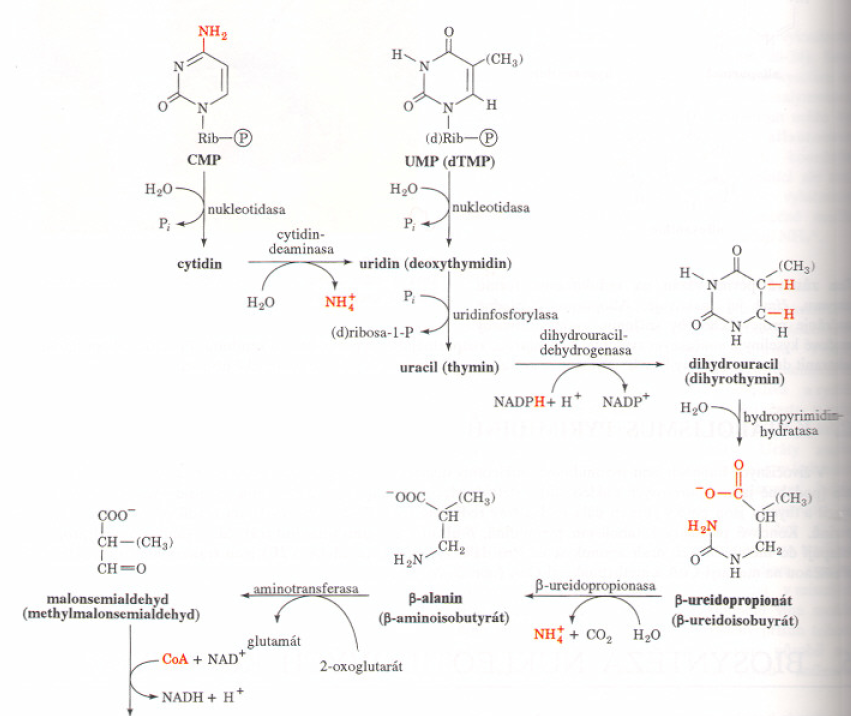 NH₂
N
O
N
Rib—P
CMP
O
H
N
(CH₃)
O
N
H
(d)Rib—P
UMP (dTMP)
H₂O
nukleotidasa
Pᵢ
H₂O
nukleotidasa
Pᵢ
cytidin-
deaminasa
cytidin
uridin (deoxythymidin)
H₂O
NH₄⁺
Pᵢ
uridinfosforylasa
(d)ribosa-1-P
uracil (thymin)
dihydrouracil-
dehydrogenasa
NADPH + H⁺
NADP⁺
O
H
N
(CH₃)
C—H
C—H
O
N
H
H
dihydrouracil
(dihyrothymin)
H₂O
hydropyrimidin-
hydratasa
O
⁻O—C
(CH₃)
CH
H₂N
CH₂
O
N
H
β-ureidopropionát
(β-ureidoisobuyrát)
β-ureidopropionasa
NH₄⁺ + CO₂
H₂O
⁻OOC
(CH₃)
CH
CH₂
H₂N
β-alanin
(β-aminoisobutyrát)
aminotransferasa
glutamát
2-oxoglutarát
COO⁻
CH—(CH₃)
CH=O
malonsemialdehyd
(methylmalonsemialdehyd)
CoA + NAD⁺
NADH + H⁺